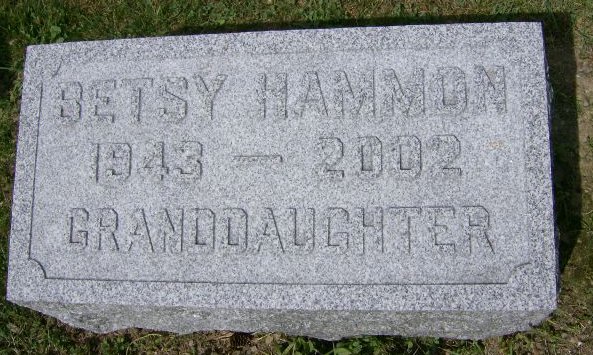 BETSY HAMMON
1943 — 2002
GRANDDAUGHTER